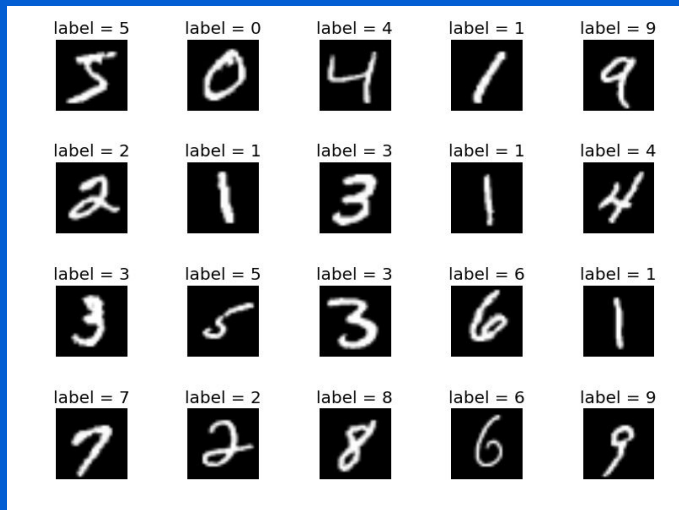 label = 5 label = 0 label = 4 label = 1 label = 9
5 0 4 1 9
label = 2 label = 1 label = 3 label = 1 label = 4
2 1 3 1 4
label = 3 label = 5 label = 3 label = 6 label = 1
3 5 3 6 1
label = 7 label = 2 label = 8 label = 6 label = 9
7 2 8 6 9